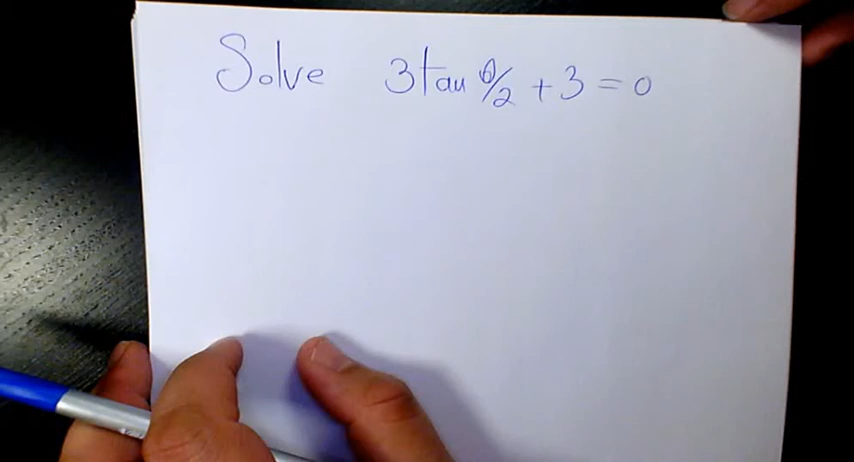 Solve 3tan θ/2 + 3 = 0